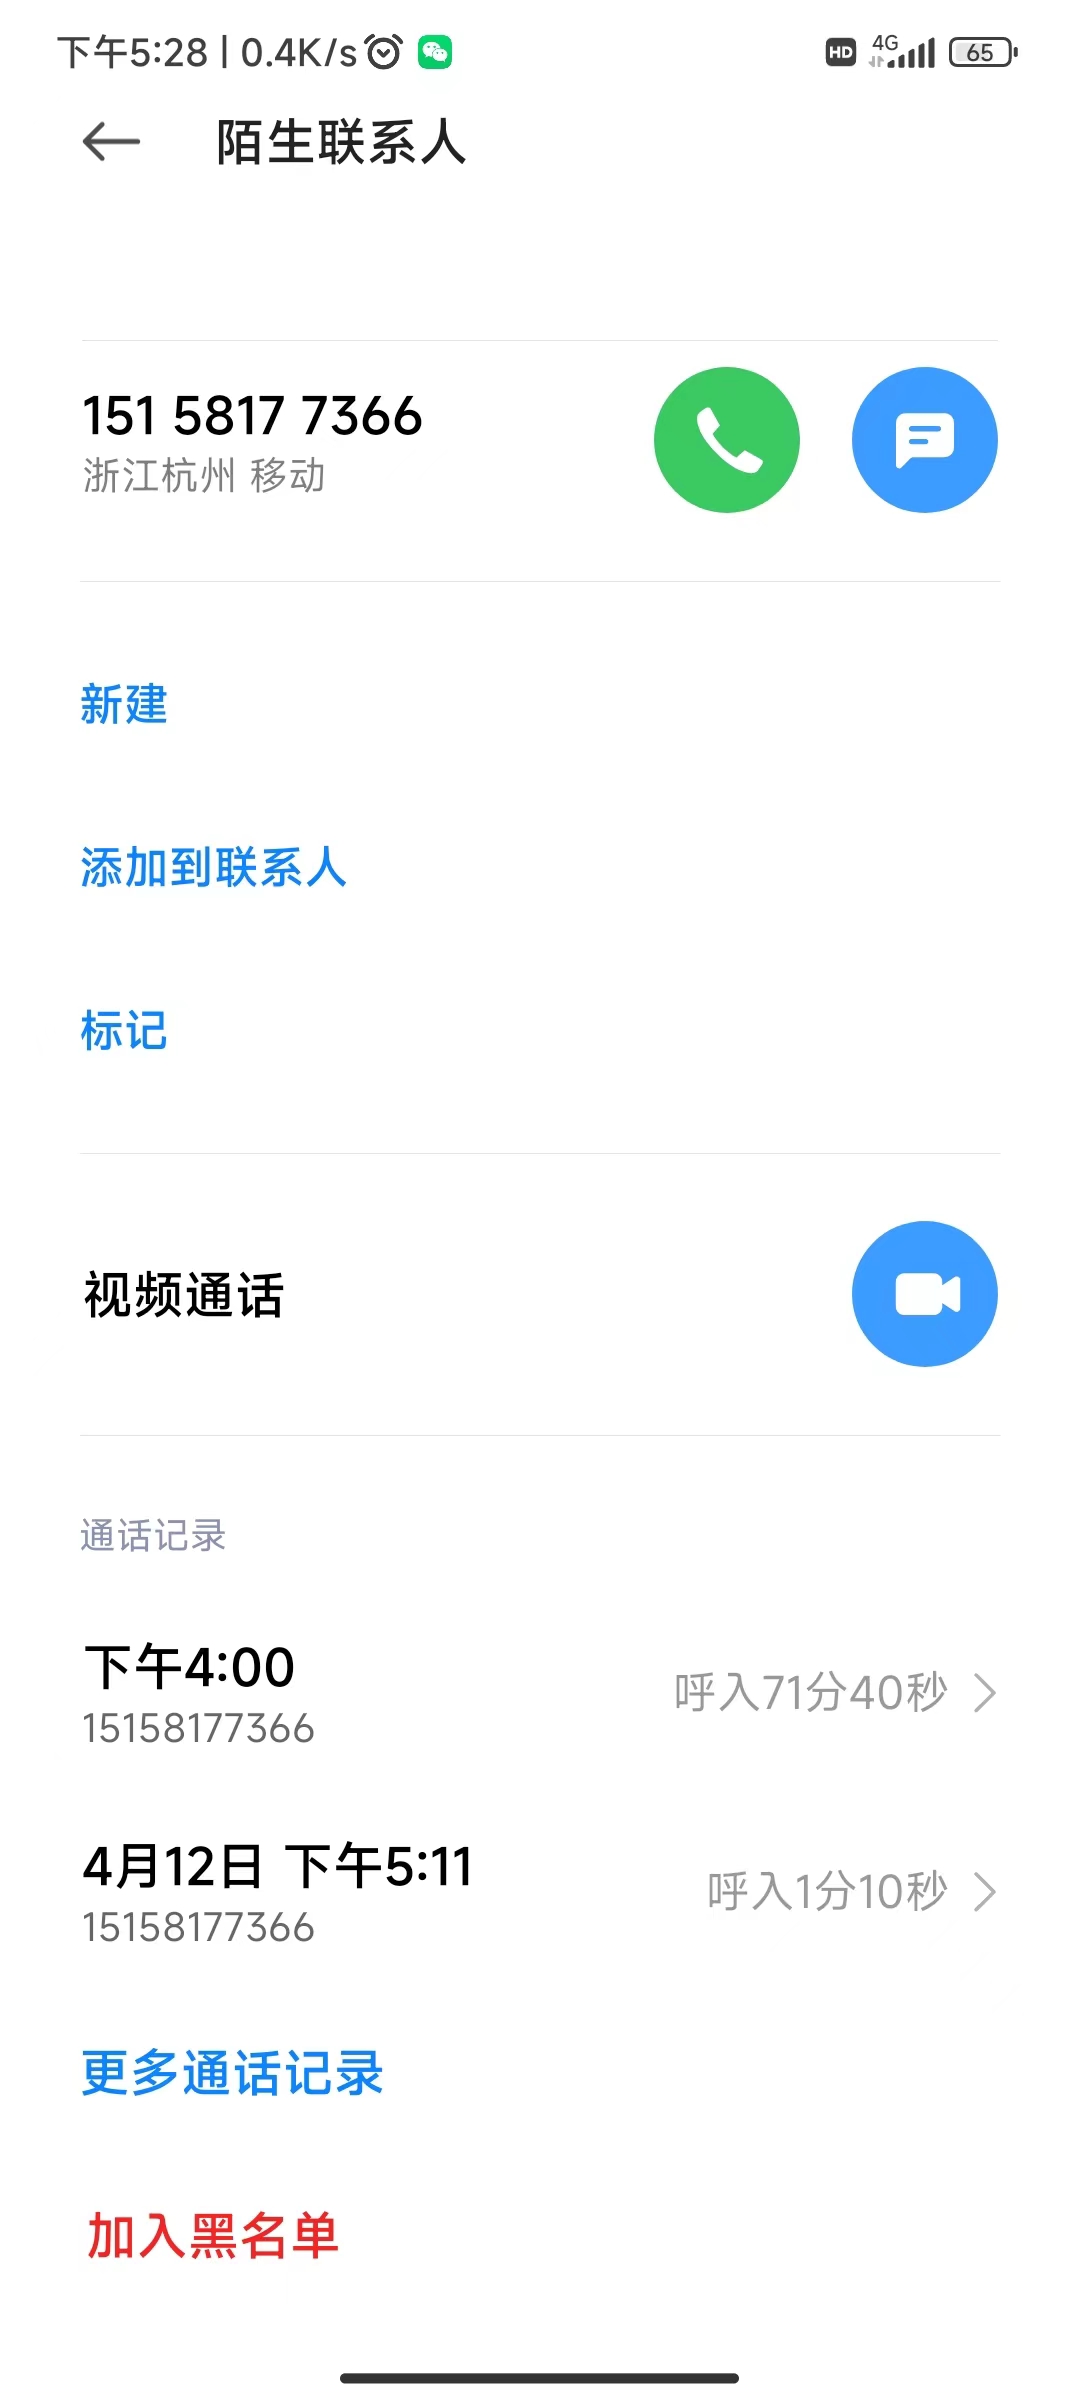 下午5:28 | 0.4K/s
HD 4G 65
陌生联系人
151 5817 7366
浙江杭州 移动
新建
添加到联系人
标记
视频通话
通话记录
下午4:00
呼入71分40秒
15158177366
4月12日 下午5:11
呼入1分10秒
15158177366
更多通话记录
加入黑名单